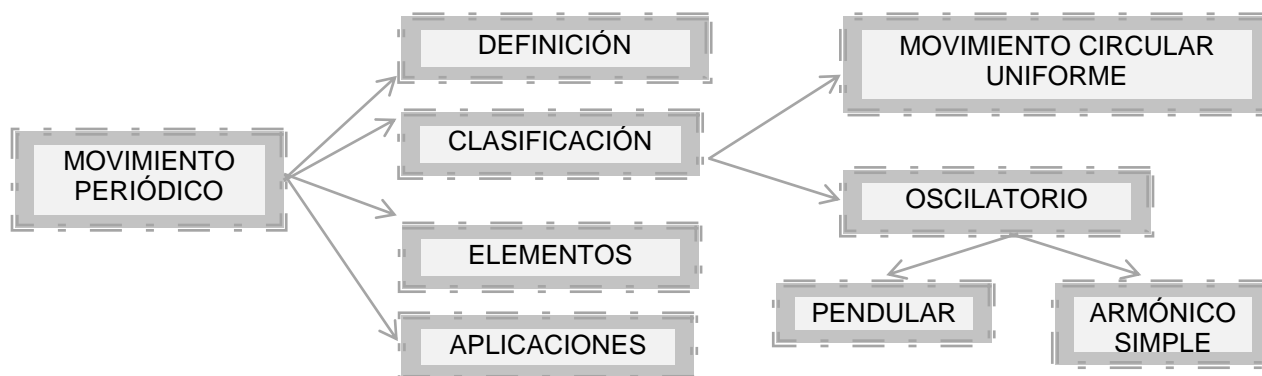 MOVIMIENTO
PERIÓDICO
DEFINICIÓN
CLASIFICACIÓN
ELEMENTOS
APLICACIONES
MOVIMIENTO CIRCULAR
UNIFORME
OSCILATORIO
PENDULAR
ARMÓNICO
SIMPLE